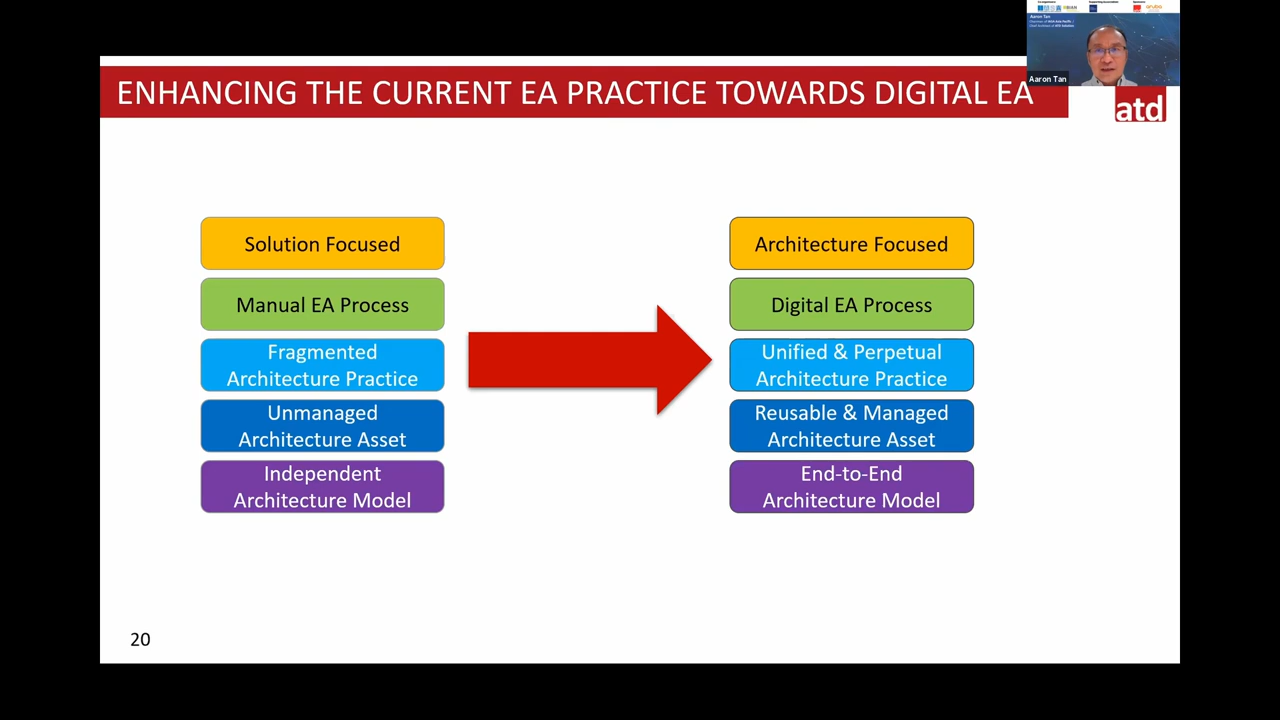 Aaron Tan
Aaron Tan
ENHANCING THE CURRENT EA PRACTICE TOWARDS DIGITAL EA
atd
Solution Focused
Architecture Focused
Manual EA Process
Digital EA Process
Fragmented
Architecture Practice
Unified & Perpetual
Architecture Practice
Unmanaged
Architecture Asset
Reusable & Managed
Architecture Asset
Independent
Architecture Model
End-to-End
Architecture Model
20